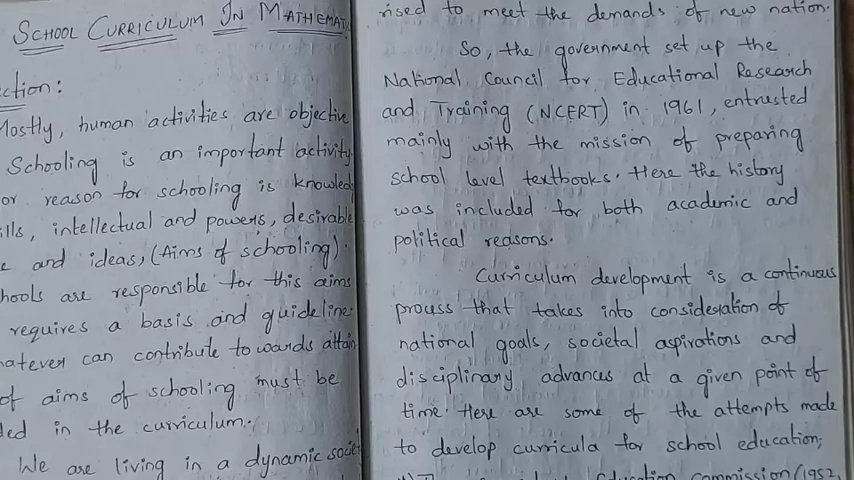 SCHOOL CURRICULUM IN MATHEMAT
ction:
Mostly, human activities are objective
Schooling is an important activity.
or reason for schooling is knowled
ills, intellectual and powers, desirable
e and ideas, (Aims of schooling).
hools are responsible for this aims
requires a basis and guideline.
hatever can contribute towards attain
of aims of schooling must be
ded in the curriculum.
We are living in a dynamic societ
rised to meet the demands of new nation.
So, the government set up the
National Council for Educational Research
and Training (NCERT) in 1961, entrusted
mainly with the mission of preparing
school level textbooks. Here the history
was included for both academic and
political reasons.
Curriculum development is a continuous
process that takes into consideration of
national goals, societal aspirations and
disciplinary advances at a given point of
time. Here are some of the attempts made
to develop curricula for school education;
Education Commission (1952,